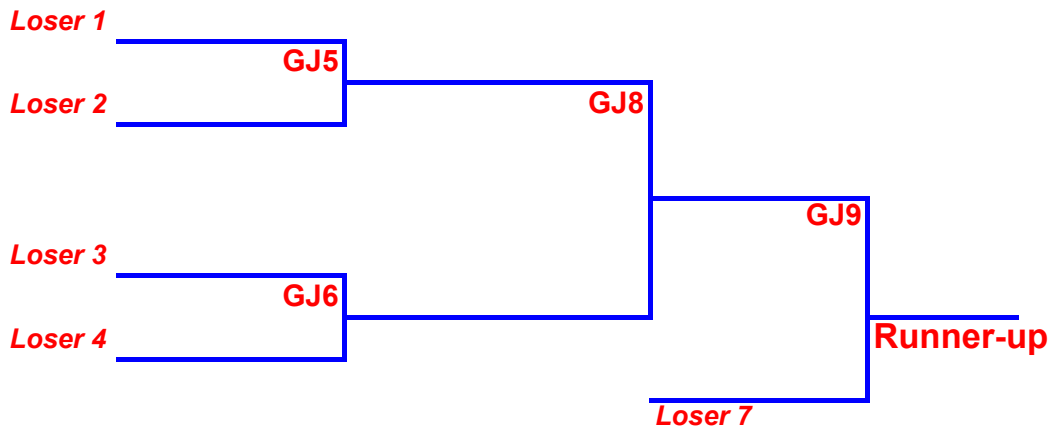 Loser 1
GJ5
Loser 2
GJ8
GJ9
Loser 3
GJ6
Loser 4
Runner-up
Loser 7